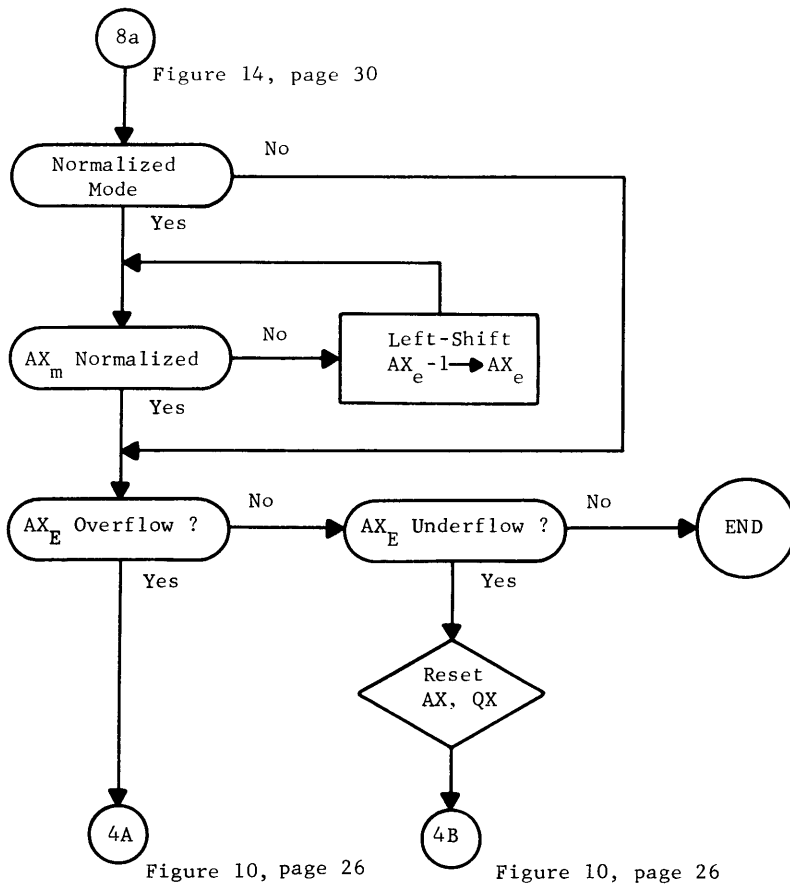 8a
Figure 14, page 30
Normalized
Mode
No
Yes
AXm Normalized
No
Left-Shift
AXe-1→AXe
Yes
AXE Overflow ?
No
AXE Underflow ?
No
END
Yes
Yes
Reset
AX, QX
4A
4B
Figure 10, page 26
Figure 10, page 26